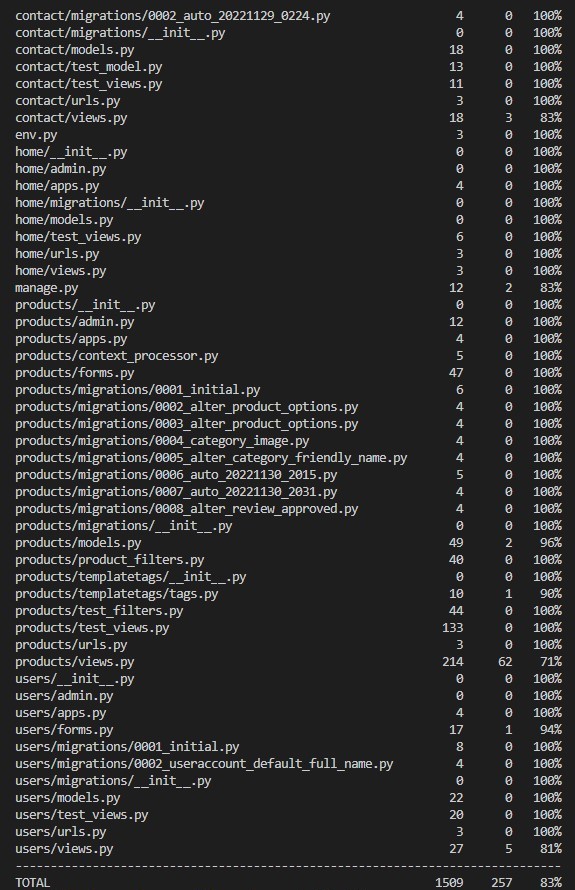 contact/migrations/0002_auto_20221129_0224.py 4 0 100%
contact/migrations/__init__.py 0 0 100%
contact/models.py 18 0 100%
contact/test_model.py 13 0 100%
contact/test_views.py 11 0 100%
contact/urls.py 3 0 100%
contact/views.py 18 3 83%
env.py 3 0 100%
home/__init__.py 0 0 100%
home/admin.py 0 0 100%
home/apps.py 4 0 100%
home/migrations/__init__.py 0 0 100%
home/models.py 0 0 100%
home/test_views.py 6 0 100%
home/urls.py 3 0 100%
home/views.py 3 0 100%
manage.py 12 2 83%
products/__init__.py 0 0 100%
products/admin.py 12 0 100%
products/apps.py 4 0 100%
products/context_processor.py 5 0 100%
products/forms.py 47 0 100%
products/migrations/0001_initial.py 6 0 100%
products/migrations/0002_alter_product_options.py 4 0 100%
products/migrations/0003_alter_product_options.py 4 0 100%
products/migrations/0004_category_image.py 4 0 100%
products/migrations/0005_alter_category_friendly_name.py 4 0 100%
products/migrations/0006_auto_20221130_2015.py 5 0 100%
products/migrations/0007_auto_20221130_2031.py 4 0 100%
products/migrations/0008_alter_review_approved.py 4 0 100%
products/migrations/__init__.py 0 0 100%
products/models.py 49 2 96%
products/product_filters.py 40 0 100%
products/templatetags/__init__.py 0 0 100%
products/templatetags/tags.py 10 1 90%
products/test_filters.py 44 0 100%
products/test_views.py 133 0 100%
products/urls.py 3 0 100%
products/views.py 214 62 71%
users/__init__.py 0 0 100%
users/admin.py 0 0 100%
users/apps.py 4 0 100%
users/forms.py 17 1 94%
users/migrations/0001_initial.py 8 0 100%
users/migrations/0002_useraccount_default_full_name.py 4 0 100%
users/migrations/__init__.py 0 0 100%
users/models.py 22 0 100%
users/test_views.py 20 0 100%
users/urls.py 3 0 100%
users/views.py 27 5 81%
------------------------------------------------------------------------------
TOTAL 1509 257 83%